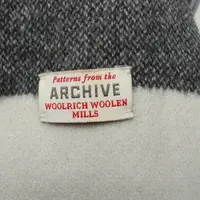 Patterns from the
ARCHIVE
WOOLRICH WOOLEN
MILLS